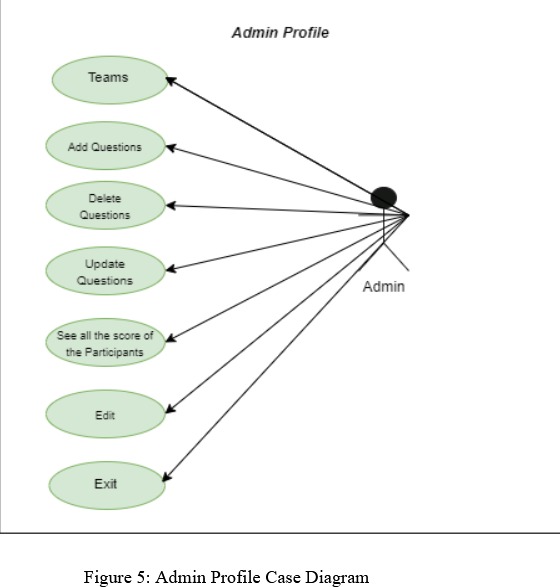 Admin Profile
Teams
Add Questions
Delete
Questions
Update
Questions
See all the score of
the Participants
Edit
Exit
Admin
Figure 5: Admin Profile Case Diagram